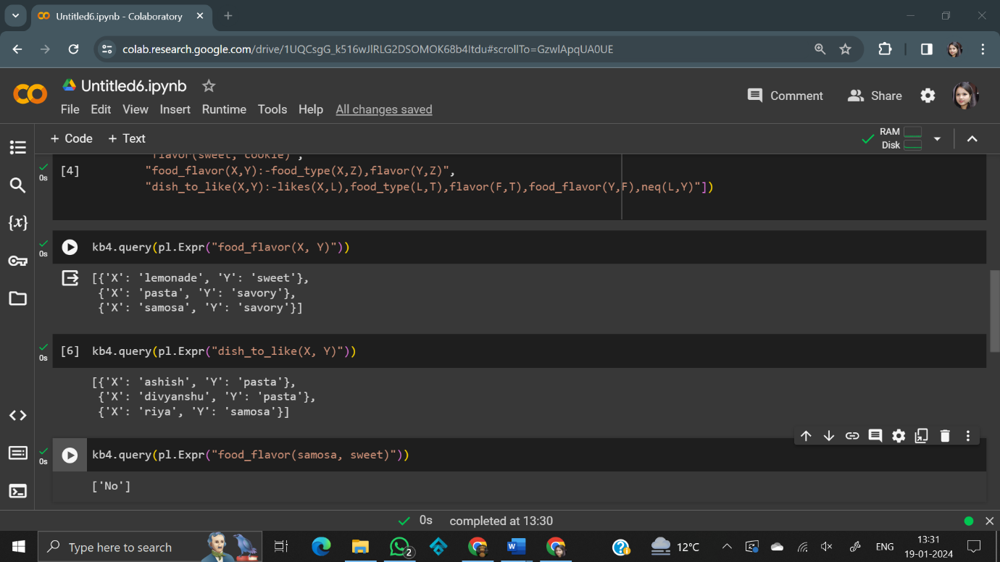 Untitled6.ipynb - Colaboratory
colab.research.google.com/drive/1UQCsgG_k516wJlRLG2DSOMOK68b4Itdu#scrollTo=GzwlApqUA0UE
Untitled6.ipynb
Comment Share
File Edit View Insert Runtime Tools Help All changes saved
+ Code + Text
RAM
Disk
"flavor(sweet, cookie)",
[4] "food_flavor(X,Y):-food_type(X,Z),flavor(Y,Z)",
0s
"dish_to_like(X,Y):-likes(X,L),food_type(L,T),flavor(F,T),food_flavor(Y,F),neq(L,Y)"])
{x}
kb4.query(pl.Expr("food_flavor(X, Y)"))
0s
[{'X': 'lemonade', 'Y': 'sweet'},
{'X': 'pasta', 'Y': 'savory'},
{'X': 'samosa', 'Y': 'savory'}]
[6] kb4.query(pl.Expr("dish_to_like(X, Y)"))
0s
[{'X': 'ashish', 'Y': 'pasta'},
{'X': 'divyanshu', 'Y': 'pasta'},
{'X': 'riya', 'Y': 'samosa'}]
kb4.query(pl.Expr("food_flavor(samosa, sweet)"))
0s
['No']
0s completed at 13:30
Type here to search
2
12°C
ENG
13:31
19-01-2024